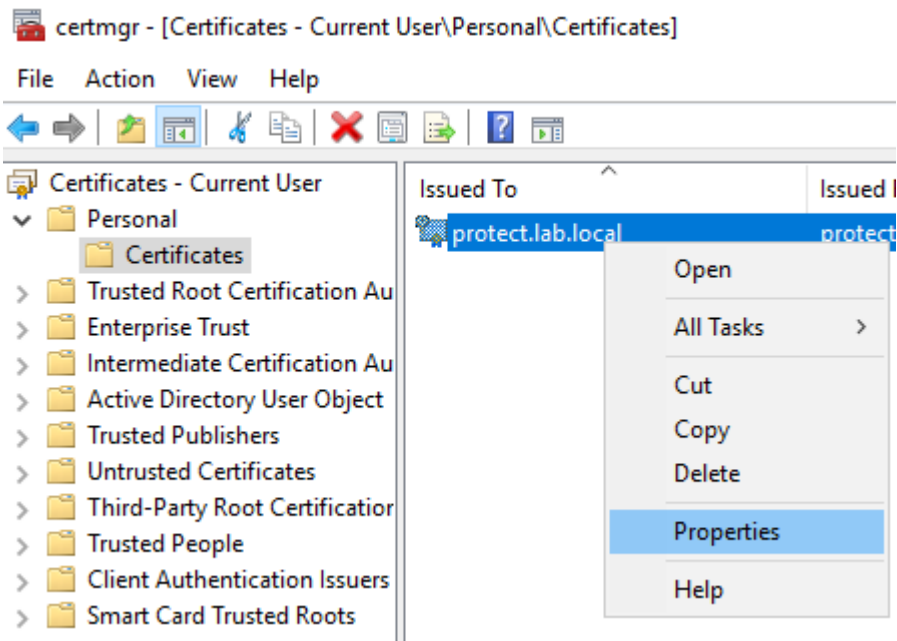 certmgr - [Certificates - Current User\Personal\Certificates]
File Action View Help
Certificates - Current User
Personal
Certificates
Trusted Root Certification Au
Enterprise Trust
Intermediate Certification Au
Active Directory User Object
Trusted Publishers
Untrusted Certificates
Third-Party Root Certification
Trusted People
Client Authentication Issuers
Smart Card Trusted Roots
Issued To Issued
protect.lab.local protect
Open
All Tasks
Cut
Copy
Delete
Properties
Help